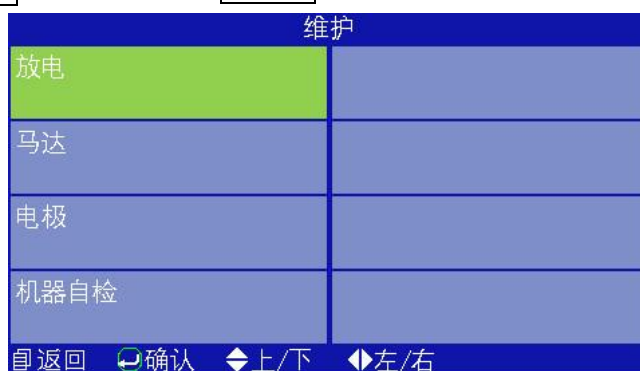 维护
放电
马达
电极
机器自检
返回 确认 上/下 左/右